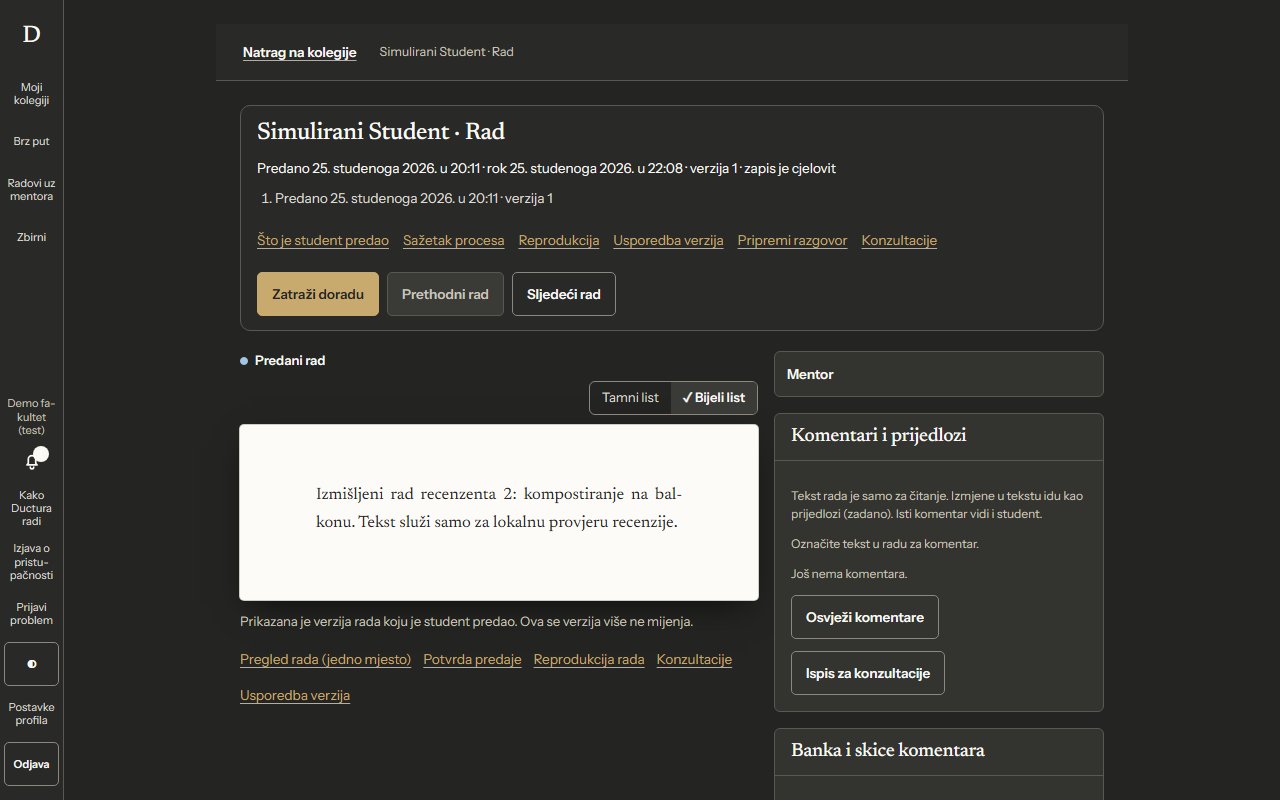 D
Moji
kolegiji
Brz put
Radovi uz
mentora
Zbirni
Demo fa-
kultet
(test)
Kako
Ductura
radi
Izjava o
pristu-
pačnosti
Prijavi
problem
Postavke
profila
Odjava
Natrag na kolegije
Simulirani Student · Rad
Simulirani Student · Rad
Predano 25. studenoga 2026. u 20:11 · rok 25. studenoga 2026. u 22:08 · verzija 1 · zapis je cjelovit
1. Predano 25. studenoga 2026. u 20:11 · verzija 1
Što je student predao Sažetak procesa Reprodukcija Usporedba verzija Pripremi razgovor Konzultacije
Zatraži doradu Prethodni rad Sljedeći rad
Predani rad
Tamni list ✓ Bijeli list
Izmišljeni rad recenzenta 2: kompostiranje na bal-
konu. Tekst služi samo za lokalnu provjeru recenzije.
Prikazana je verzija rada koju je student predao. Ova se verzija više ne mijenja.
Pregled rada (jedno mjesto) Potvrda predaje Reprodukcija rada Konzultacije
Usporedba verzija
Mentor
Komentari i prijedlozi
Tekst rada je samo za čitanje. Izmjene u tekstu idu kao
prijedlozi (zadano). Isti komentar vidi i student.
Označite tekst u radu za komentar.
Još nema komentara.
Osvježi komentare
Ispis za konzultacije
Banka i skice komentara